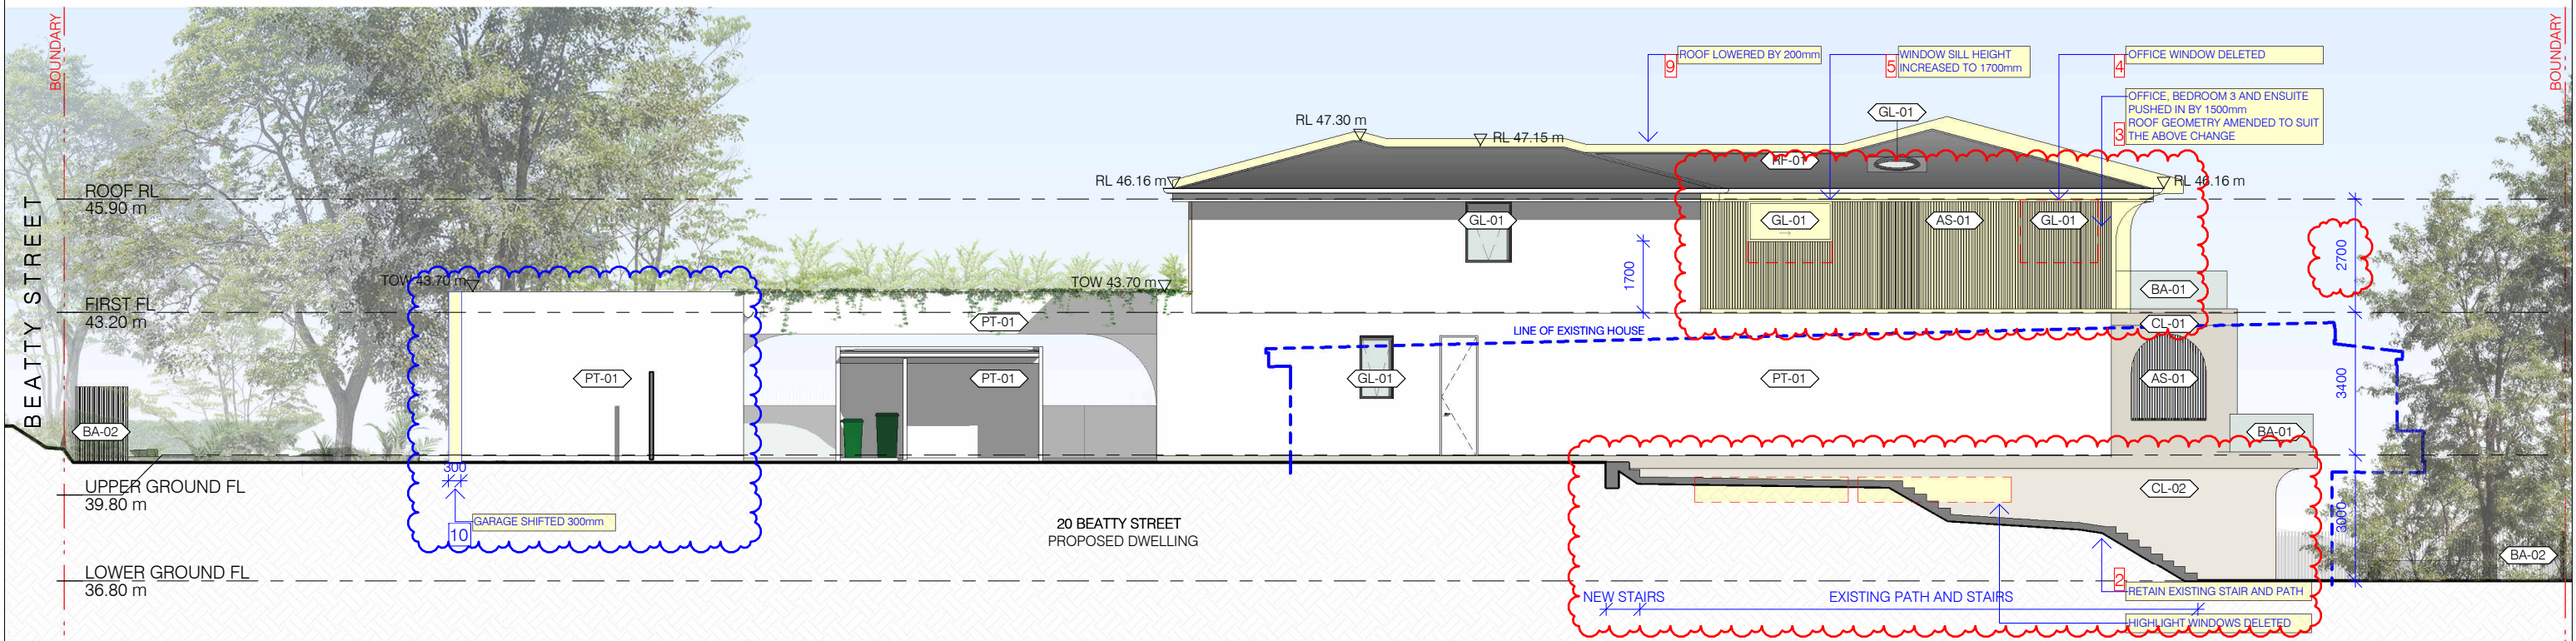 BOUNDARY
BEATTY STREET
ROOF RL
45.90 m
FIRST FL
43.20 m
UPPER GROUND FL
39.80 m
LOWER GROUND FL
36.80 m
BA-02
TOW 43.70 m
PT-01
300
10
GARAGE SHIFTED 300mm
PT-01
PT-01
TOW 43.70 m
20 BEATTY STREET
PROPOSED DWELLING
RL 46.16 m
RL 47.30 m
RL 47.15 m
GL-01
GL-01
LINE OF EXISTING HOUSE
1700
PT-01
9
ROOF LOWERED BY 200mm
5
WINDOW SILL HEIGHT
INCREASED TO 1700mm
4
OFFICE WINDOW DELETED
3
OFFICE, BEDROOM 3 AND ENSUITE
PUSHED IN BY 1500mm
ROOF GEOMETRY AMENDED TO SUIT
THE ABOVE CHANGE
GL-01
RF-01
RL 46.16 m
GL-01
AS-01
GL-01
BA-01
CL-01
AS-01
BA-01
CL-02
2700
3400
3000
BA-02
NEW STAIRS
EXISTING PATH AND STAIRS
2
RETAIN EXISTING STAIR AND PATH
HIGHLIGHT WINDOWS DELETED
BOUNDARY